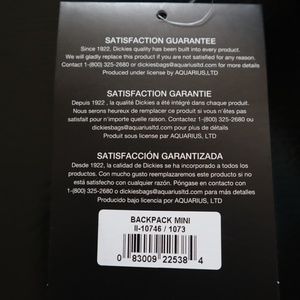 SATISFACTION GUARANTEE
Since 1922, Dickies quality has been built into every product.
We will gladly replace this product if you are not satisfied for any reason.
Contact 1-(800) 325-2680 or dickiesbags@aquariusltd.com for more details
Produced under license by AQUARIUS,LTD
SATISFACTION GARANTIE
Depuis 1922 , la qualité Dickies a été intégré dans chaque produit.
Nous serons heureux de remplacer ce produit si vous n'êtes pas
satisfait pour n'importe quelle raison. Contactez 1-(800) 325-2680 ou
dickiesbags@aquariusltd.com pour plus de détails
Produit sous licenise par AQUARIUS, LTD
SATISFACCIÓN GARANTIZADA
Desde 1922, la calidad de Dickies se ha incorporado a todos los
productos. Con mucho gusto reemplazaremos este producto si no
está satisfecho con cualquier razón. Póngase en contacto con
1-(800) 325-2680 o dickiesbags@aquariusltd.com para más detalles
Producido bajo licencia por AQUARIUS, LTD
BACKPACK MINI
II-10746 / 1073
0 83009 22538 4